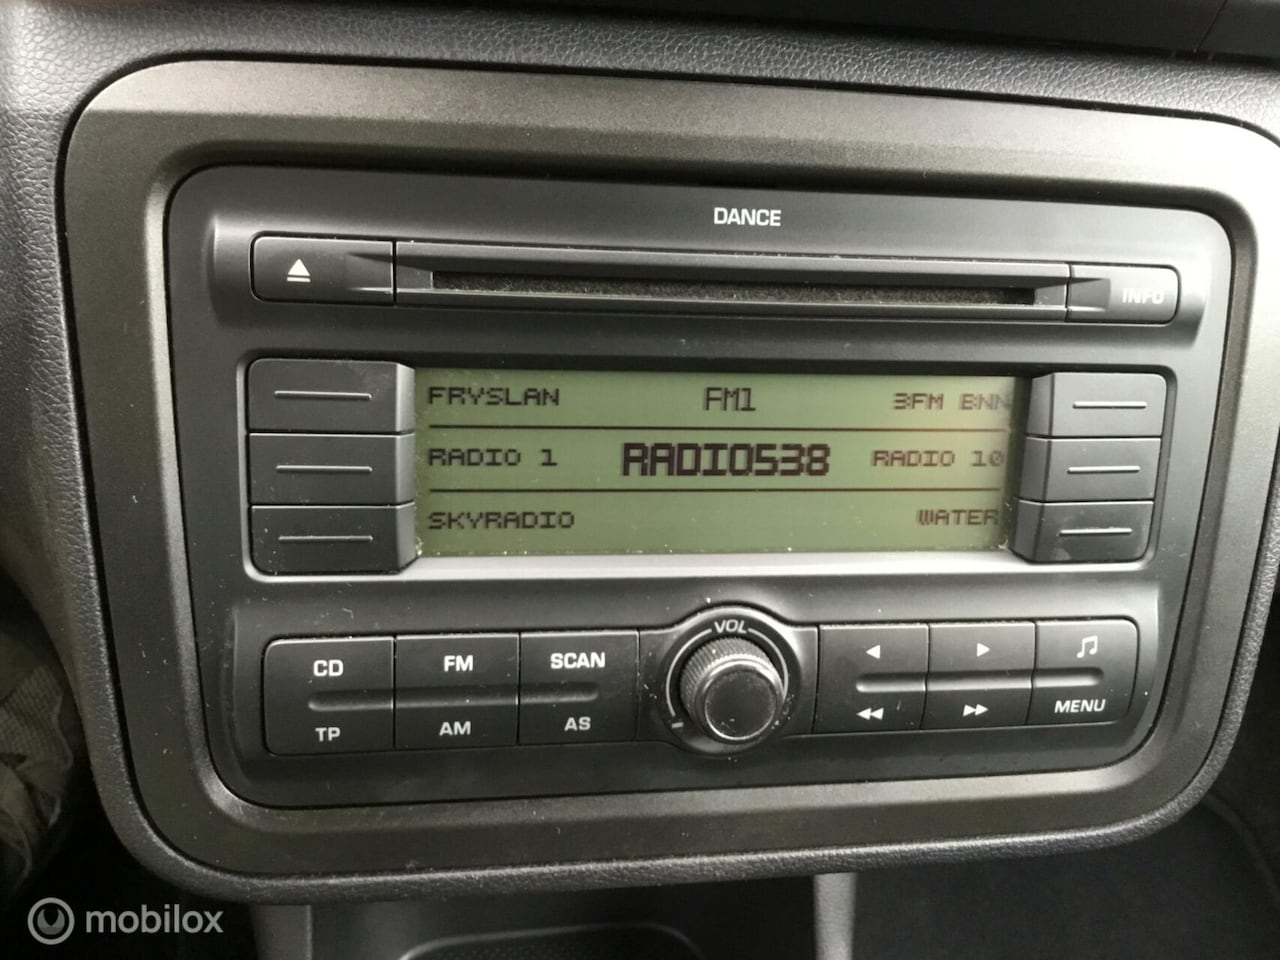 DANCE
INFO
FRYSLAN FM1 3FM BNN
RADIO 1 RADIO538 RADIO 10
SKYRADIO WATER
VOL
CD FM SCAN
TP AM AS MENU
mobilox